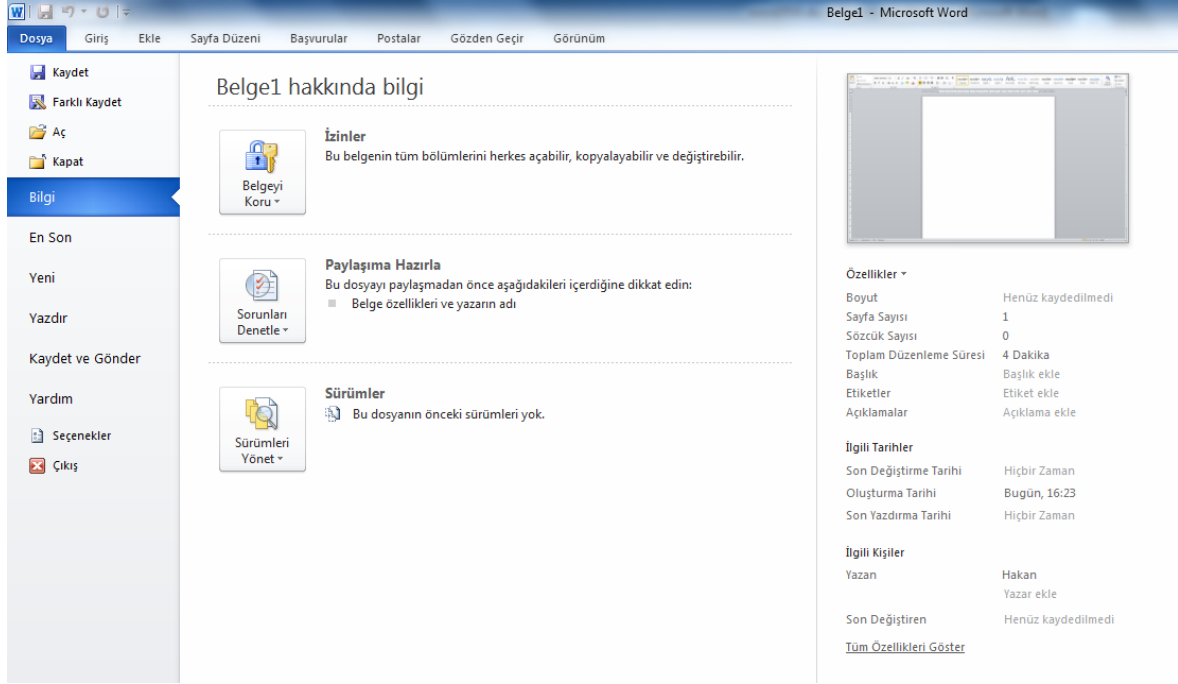 Belge1 - Microsoft Word
Dosya Giriş Ekle Sayfa Düzeni Başvurular Postalar Gözden Geçir Görünüm
Kaydet
Farklı Kaydet
Aç
Kapat
Bilgi
En Son
Yeni
Yazdır
Kaydet ve Gönder
Yardım
Seçenekler
Çıkış
Belge1 hakkında bilgi
Belgeyi
Koru
İzinler
Bu belgenin tüm bölümlerini herkes açabilir, kopyalayabilir ve değiştirebilir.
Sorunları
Denetle
Paylaşıma Hazırla
Bu dosyayı paylaşmadan önce aşağıdakileri içerdiğine dikkat edin:
Belge özellikleri ve yazarın adı
Sürümleri
Yönet
Sürümler
Bu dosyanın önceki sürümleri yok.
Özellikler
Boyut Henüz kaydedilmedi
Sayfa Sayısı 1
Sözcük Sayısı 0
Toplam Düzenleme Süresi 4 Dakika
Başlık Başlık ekle
Etiketler Etiket ekle
Açıklamalar Açıklama ekle
İlgili Tarihler
Son Değiştirme Tarihi Hiçbir Zaman
Oluşturma Tarihi Bugün, 16:23
Son Yazdırma Tarihi Hiçbir Zaman
İlgili Kişiler
Yazan Hakan
Yazar ekle
Son Değiştiren Henüz kaydedilmedi
Tüm Özellikleri Göster